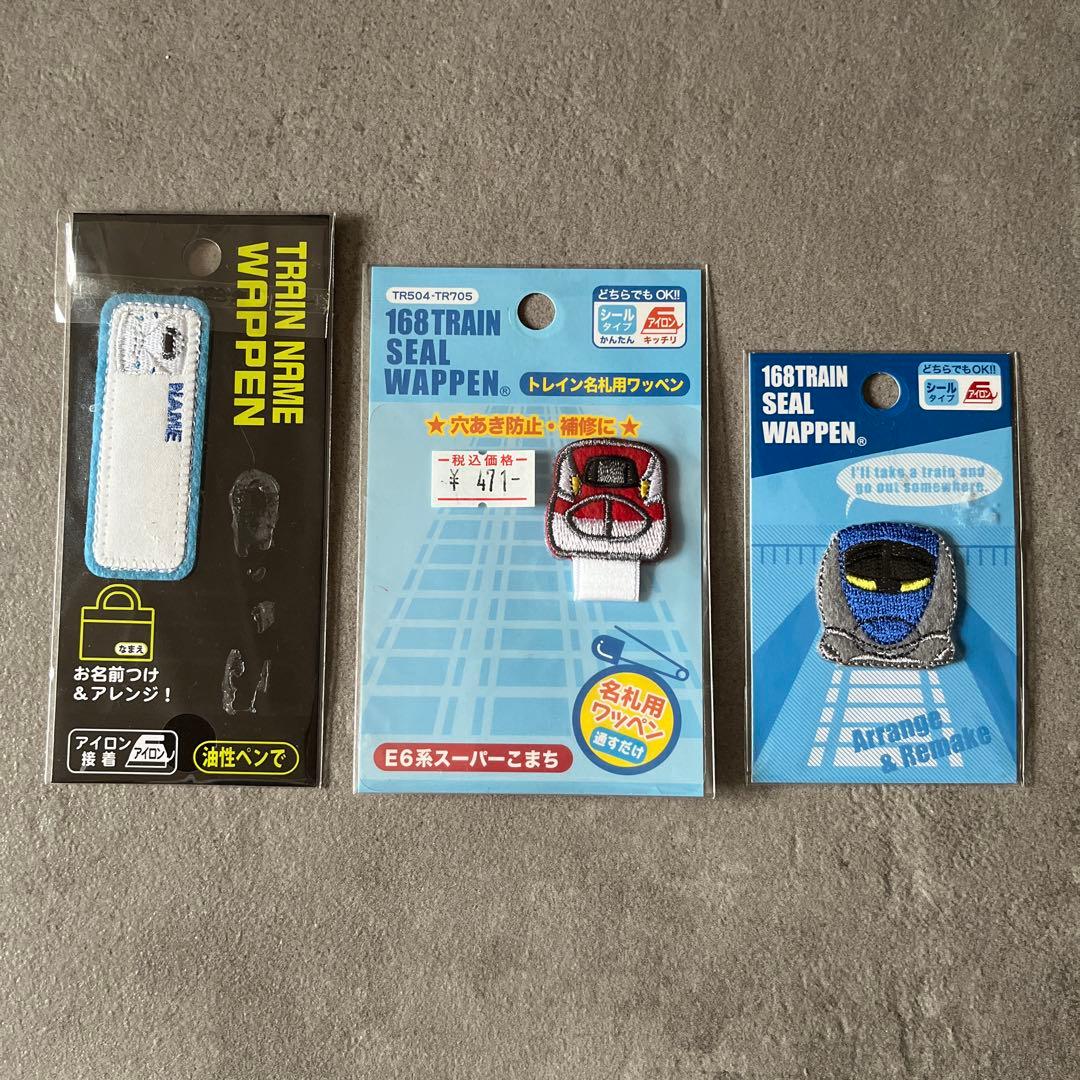 TRAIN NAME
WAPPEN
NAME
なまえ
お名前つけ
&アレンジ！
アイロン
接着
アイロン
油性ペンで
TR504-TR705
168TRAIN
SEAL
WAPPEN®
どちらでもOK!!
シール
タイプ
かんたん
アイロン
キッチリ
トレイン名札用ワッペン
★穴あき防止・補修に★
税込価格
¥ 471-
名札用
ワッペン
通すだけ
E6系スーパーこまち
168TRAIN
SEAL
WAPPEN®
どちらでもOK!!
シール
タイプ
アイロン
I'll take a train and
go out somewhere.
Arrange
& Remake